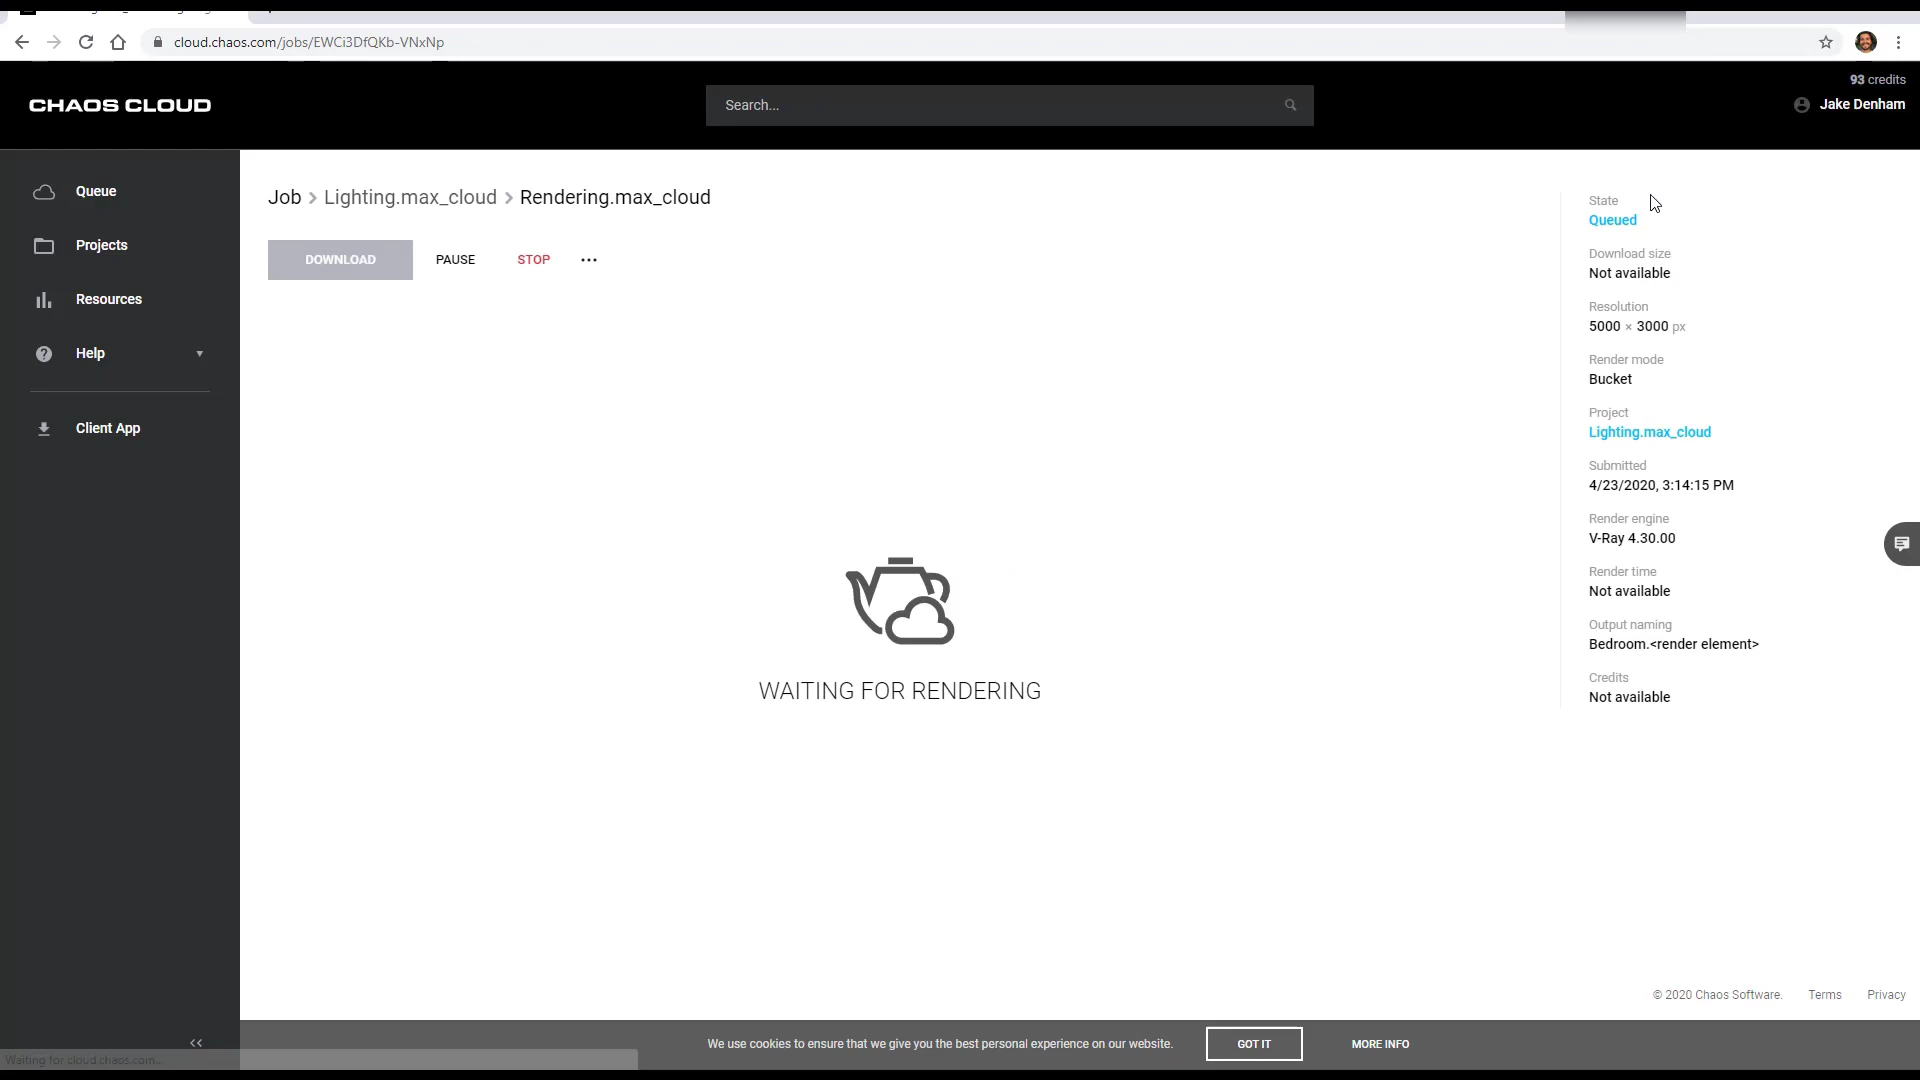 cloud.chaos.com/jobs/EWCi3DfQKb-VNxNp
93 credits
CHAOS CLOUD
Search...
Jake Denham
Queue
Projects
Resources
Help
Client App
Job > Lighting.max_cloud > Rendering.max_cloud
DOWNLOAD
PAUSE
STOP
WAITING FOR RENDERING
State
Queued
Download size
Not available
Resolution
5000 × 3000 px
Render mode
Bucket
Project
Lighting.max_cloud
Submitted
4/23/2020, 3:14:15 PM
Render engine
V-Ray 4.30.00
Render time
Not available
Output naming
Bedroom.<render element>
Credits
Not available
© 2020 Chaos Software. Terms Privacy
We use cookies to ensure that we give you the best personal experience on our website. GOT IT MORE INFO
Waiting for cloud.chaos.com...